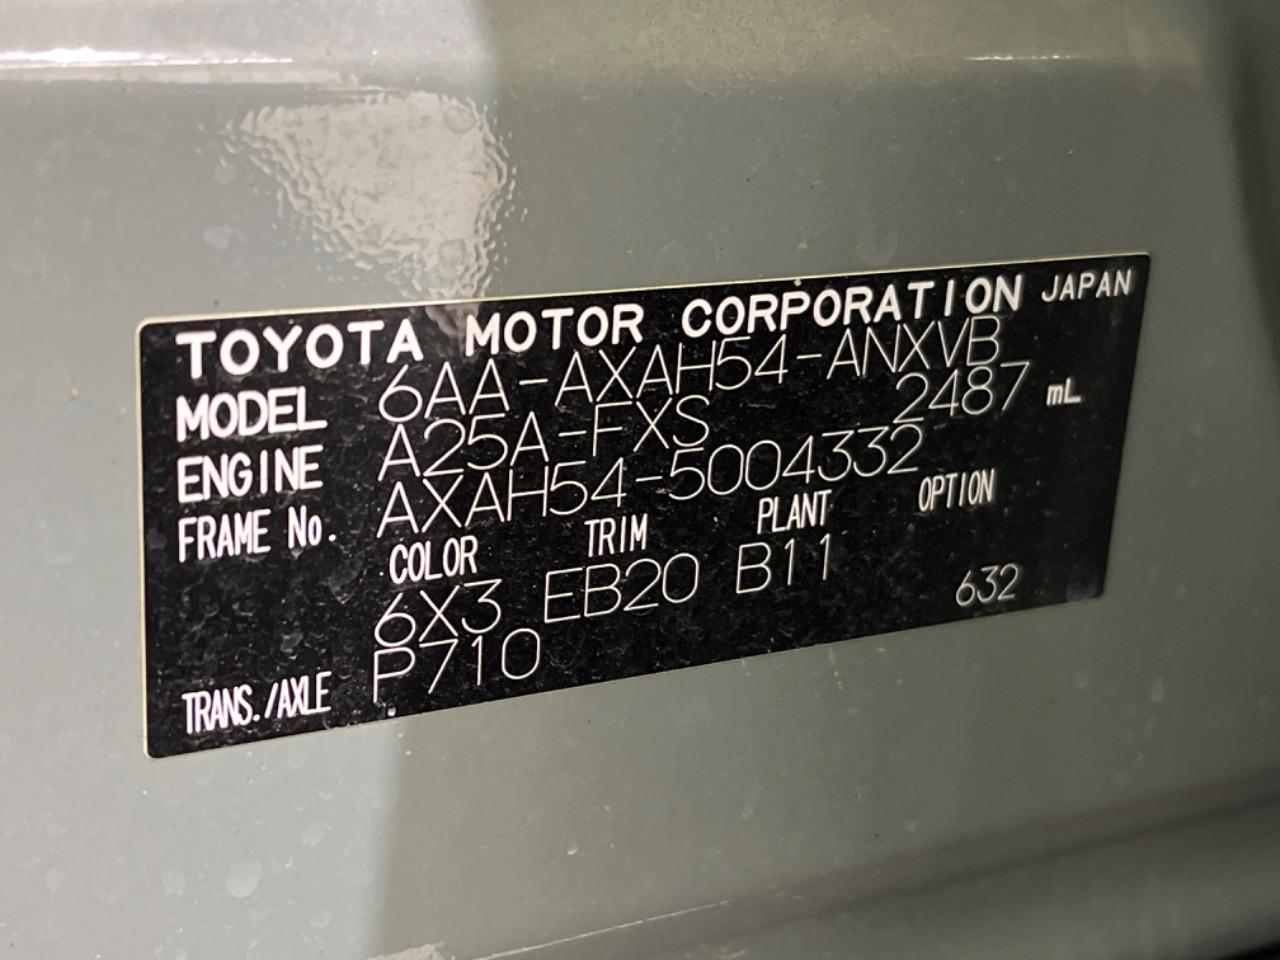 TOYOTA MOTOR CORPORATION JAPAN
MODEL 6AA-AXAH54-ANXVB
ENGINE A25A-FXS 2487 mL
FRAME No. AXAH54-5004332
COLOR TRIM PLANT OPTION
6X3 EB20 B11 632
TRANS./AXLE P710